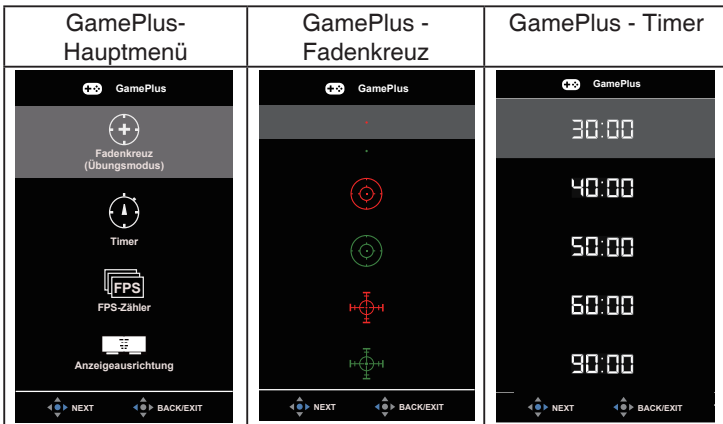 GamePlus-
Hauptmenü
GamePlus -
Fadenkreuz
GamePlus - Timer
GamePlus
Fadenkreuz
(Übungsmodus)
Timer
FPS
FPS-Zähler
Anzeigeausrichtung
NEXT BACK/EXIT
GamePlus
NEXT BACK/EXIT
GamePlus
30:00
40:00
50:00
60:00
90:00
NEXT BACK/EXIT